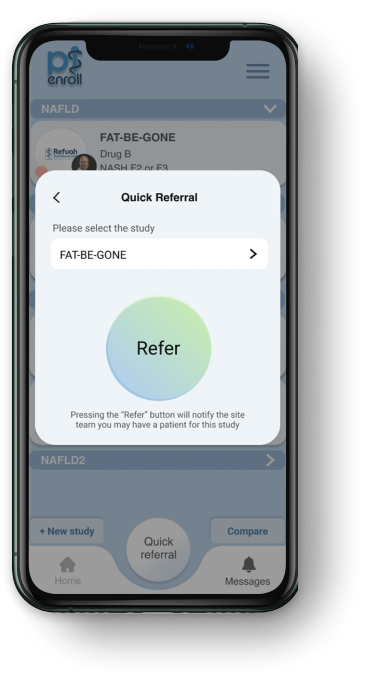 psi
enroll
NAFLD
Refuah
FAT-BE-GONE
Drug B
NASH F2 or F3
Quick Referral
Please select the study
FAT-BE-GONE
Refer
Pressing the "Refer" button will notify the site
team you may have a patient for this study
NAFLD2
+ New study
Quick
referral
Compare
Home
Messages